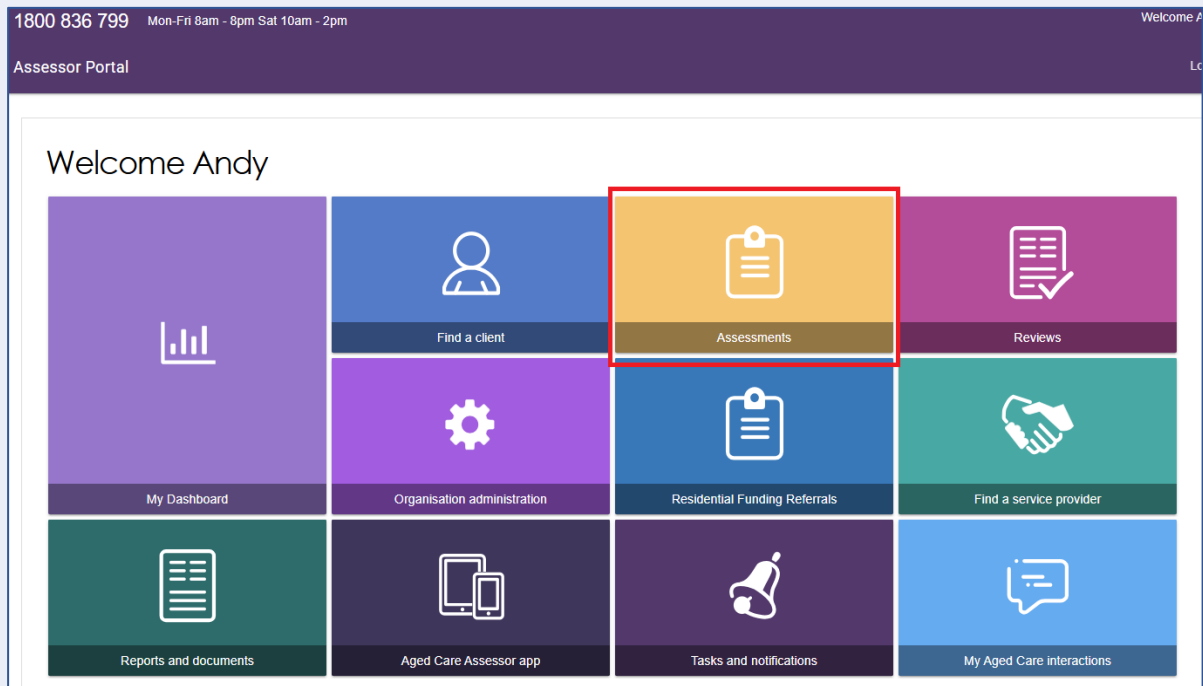 1800 836 799 Mon-Fri 8am - 8pm Sat 10am - 2pm
Welcome
Assessor Portal
Welcome Andy
Find a client
Assessments
Reviews
My Dashboard
Organisation administration
Residential Funding Referrals
Find a service provider
Reports and documents
Aged Care Assessor app
Tasks and notifications
My Aged Care interactions